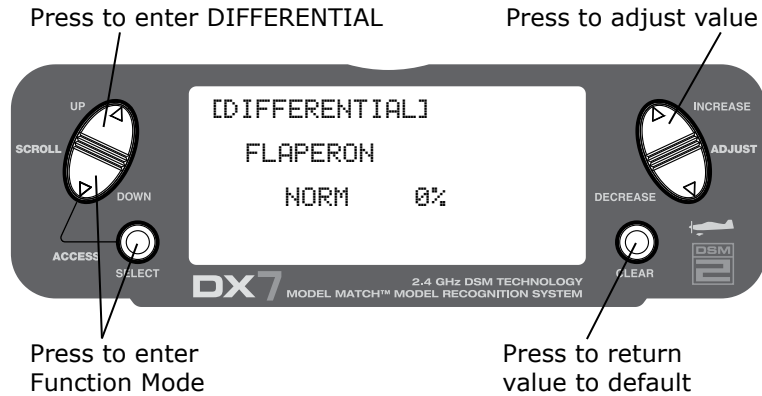 Press to enter DIFFERENTIAL
Press to adjust value
UP
INCREASE
SCROLL
ADJUST
DOWN
DECREASE
ACCESS
SELECT
CLEAR
[DIFFERENTIAL]
FLAPERON
NORM 0%
DSM
2
DX7
2.4 GHz DSM TECHNOLOGY
MODEL MATCH™ MODEL RECOGNITION SYSTEM
Press to enter
Function Mode
Press to return
value to default